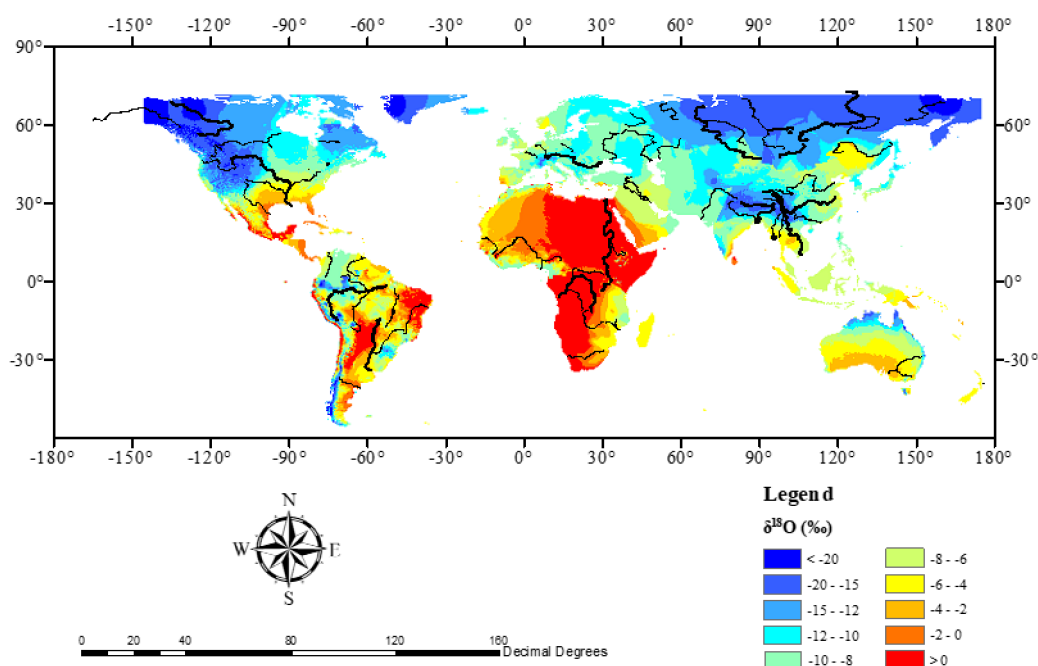 -150° -120° -90° -60° -30° 0° 30° 60° 90° 120° 150° 180°
90°
60° 60°
30° 30°
0° 0°
-30° -30°
-180° -150° -120° -90° -60° -30° 0° 30° 60° 90° 120° 150° 180°
N
W E
S
0 10 20 40 80 120 160
Decimal Degrees
Legend
δ18O (‰)
< -20
-20 - -15
-15 - -12
-12 - -10
-10 - -8
-8 - -6
-6 - -4
-4 - -2
-2 - 0
> 0